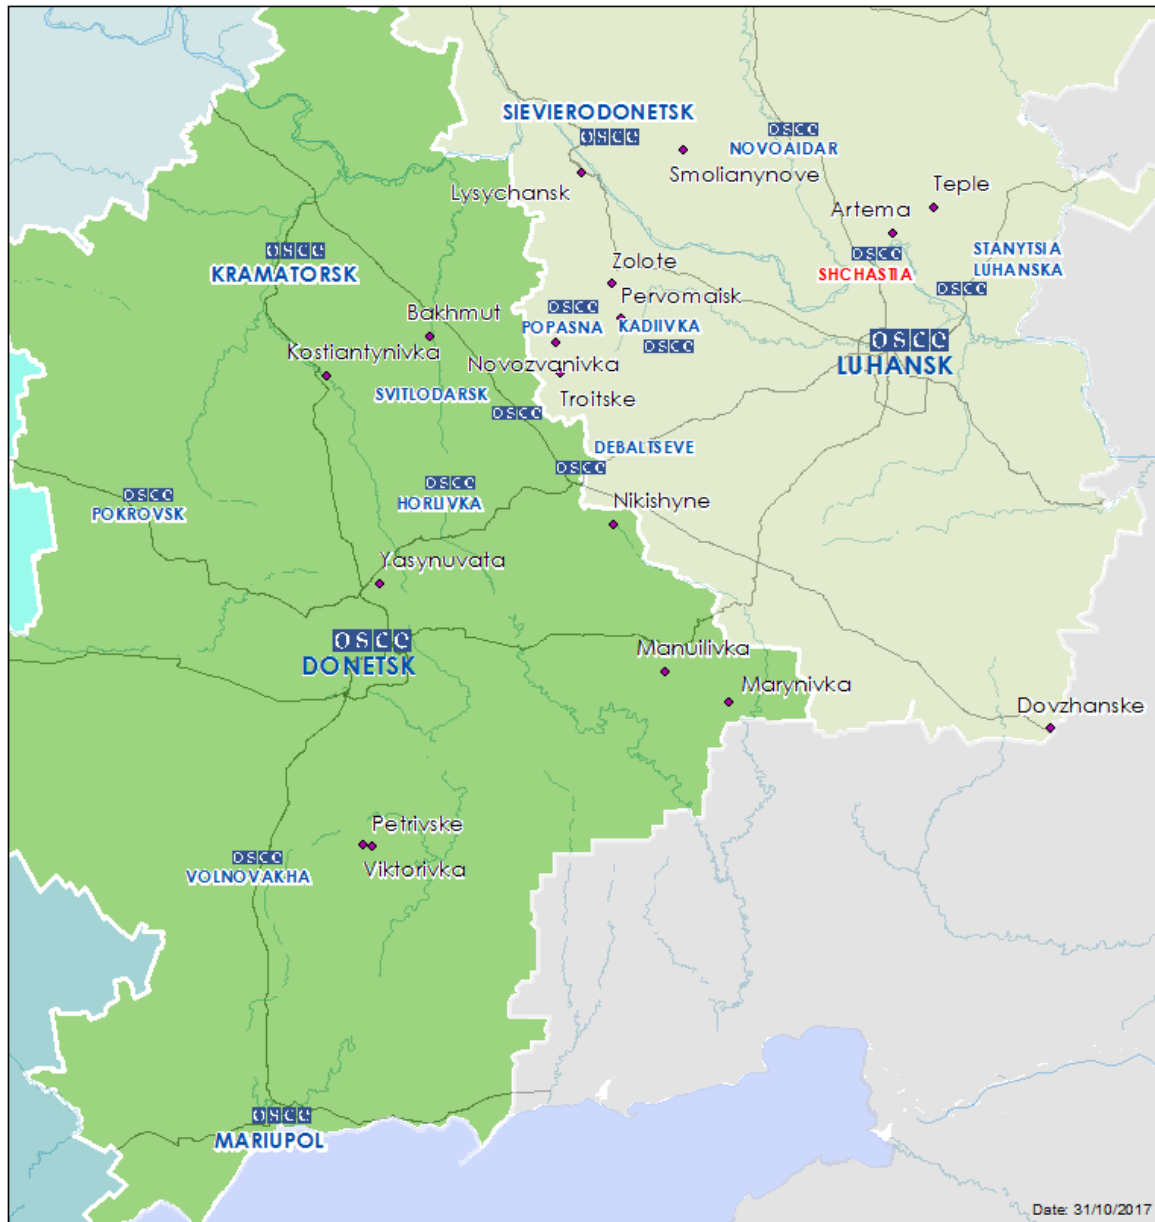 SIEVIERODONETSK
OSCE
OSCE
NOVOAIDAR
Smolianynove
Lysychansk
Teple
Artema
OSCE
SHCHASTIA
STANYTSIA
LUHANSKA
OSCE
OSCE
KRAMATORSK
Zolote
Pervomaisk
OSCE
POPASNA
KADIIVKA
OSCE
Bakhmut
Kostiantynivka
Novozvanivka
OSCE
LUHANSK
SVITLODARSK
OSCE
Troitske
DEBALTSEVE
OSCE
OSCE
HORLIVKA
OSCE
POKROVSK
Nikishyne
Yasynuvata
OSCE
DONETSK
Manuilivka
Marynivka
Dovzhanske
Petrivske
Viktorivka
OSCE
VOLNOVAKHA
OSCE
MARIUPOL
Date: 31/10/2017